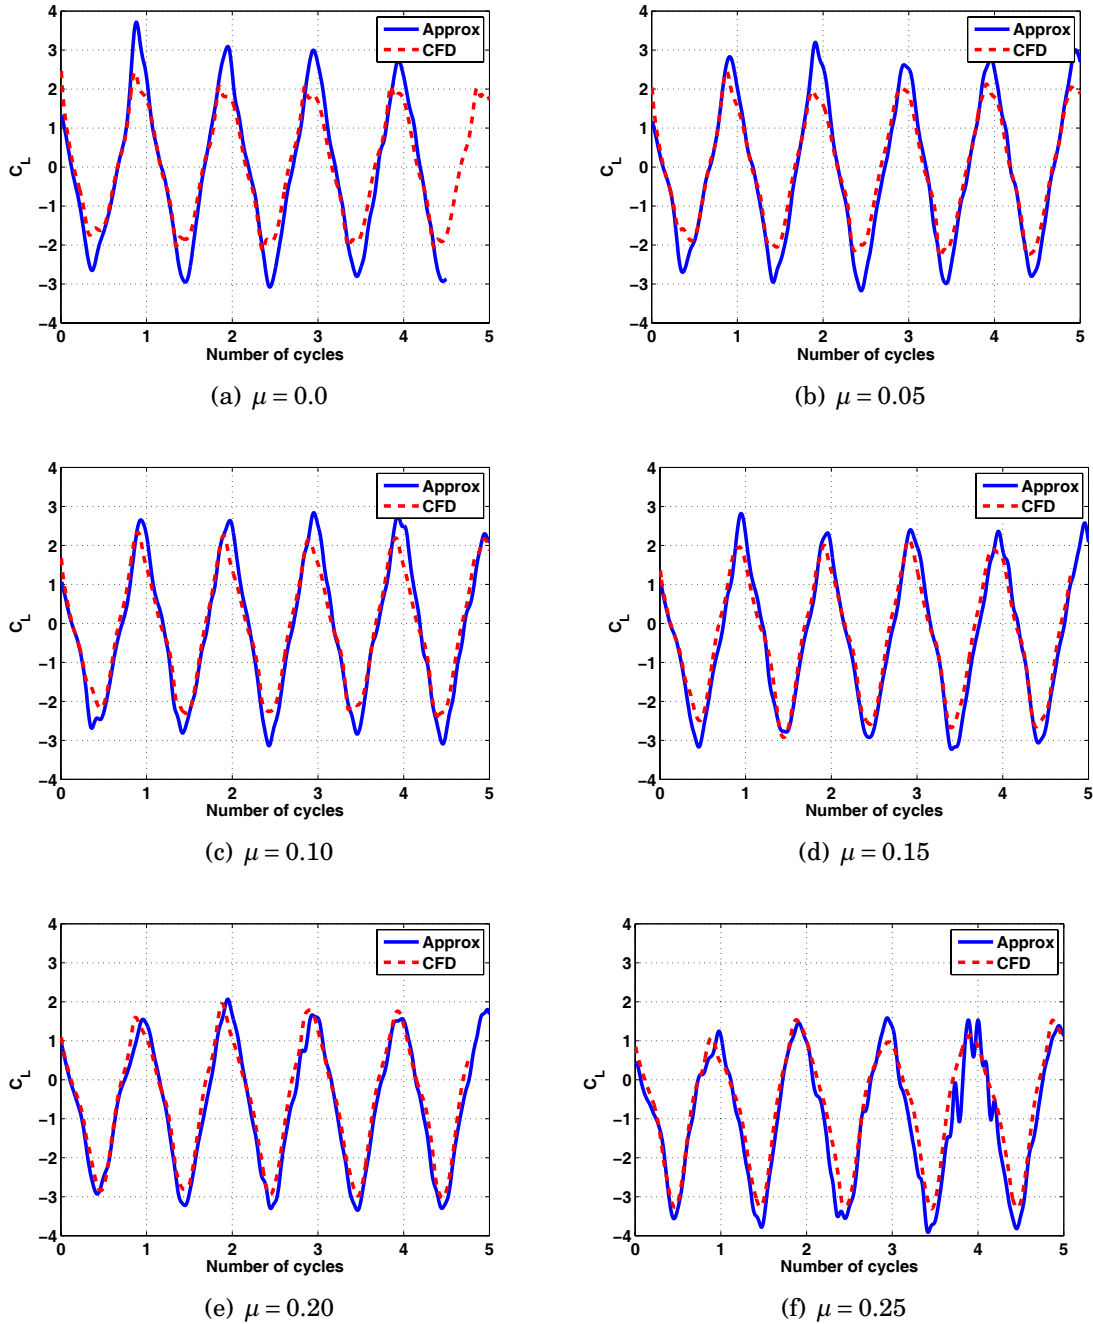 4
3
2
1
0
−1
−2
−3
−4
C_L
Approx
CFD
0 1 2 3 4 5
Number of cycles
(a) μ = 0.0
4
3
2
1
0
−1
−2
−3
−4
C_L
Approx
CFD
0 1 2 3 4 5
Number of cycles
(b) μ = 0.05
4
3
2
1
0
−1
−2
−3
−4
C_L
Approx
CFD
0 1 2 3 4 5
Number of cycles
(c) μ = 0.10
4
3
2
1
0
−1
−2
−3
−4
C_L
Approx
CFD
0 1 2 3 4 5
Number of cycles
(d) μ = 0.15
4
3
2
1
0
−1
−2
−3
−4
C_L
Approx
CFD
0 1 2 3 4 5
Number of cycles
(e) μ = 0.20
4
3
2
1
0
−1
−2
−3
−4
C_L
Approx
CFD
0 1 2 3 4 5
Number of cycles
(f) μ = 0.25